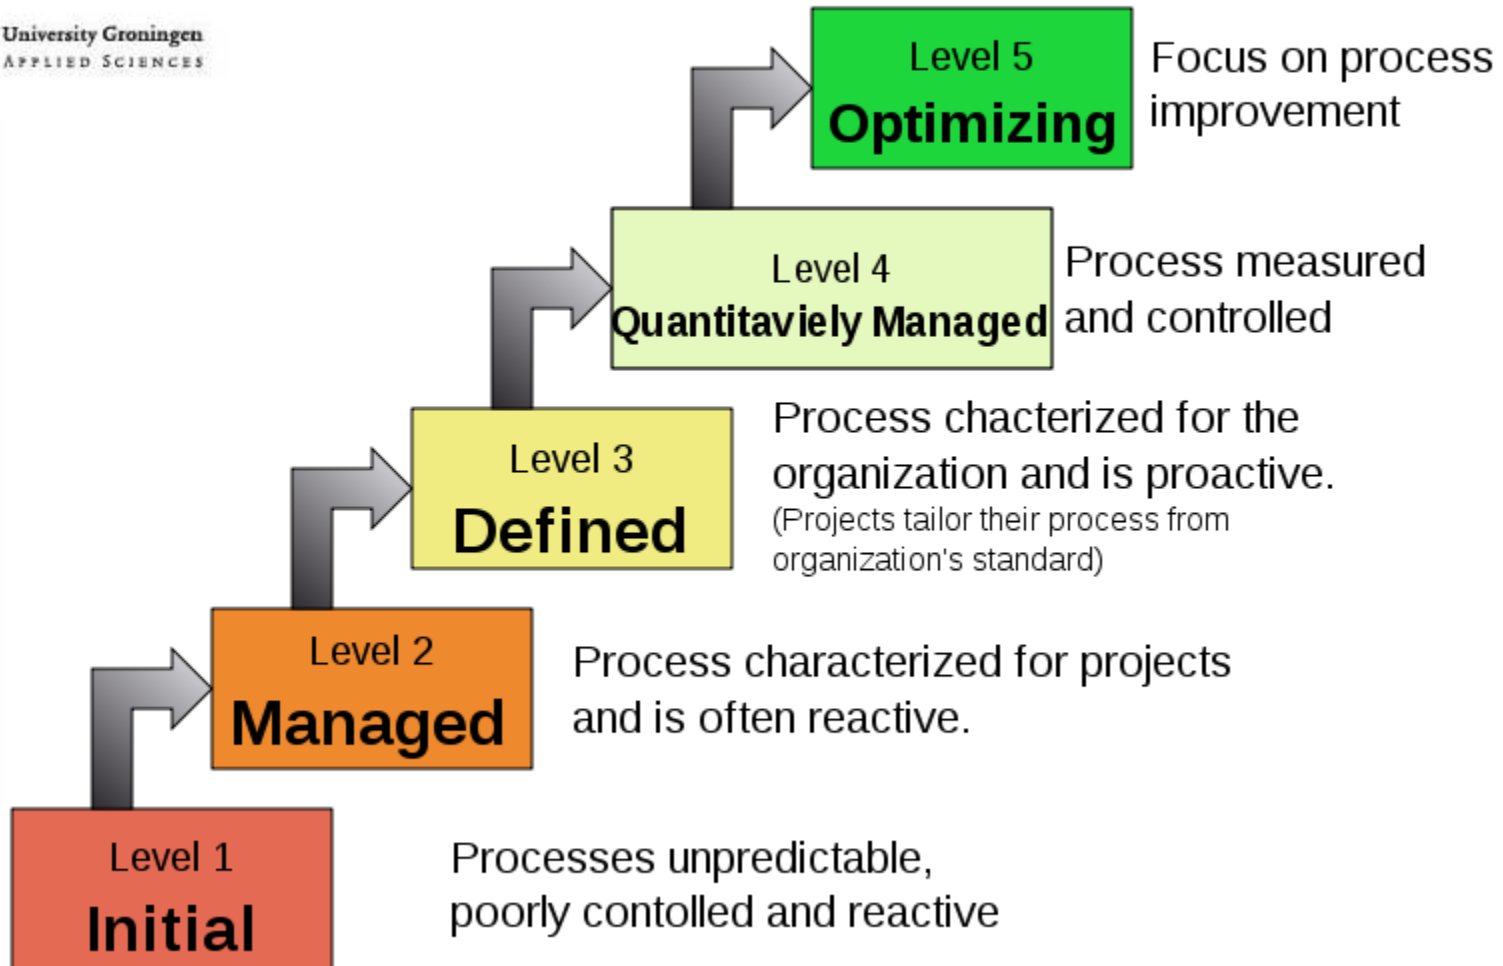 University Groningen
APPLIED SCIENCES
Level 5
Optimizing
Focus on process
improvement
Level 4
Quantitaviely Managed
Process measured
and controlled
Level 3
Defined
Process chacterized for the
organization and is proactive.
(Projects tailor their process from
organization's standard)
Level 2
Managed
Process characterized for projects
and is often reactive.
Level 1
Initial
Processes unpredictable,
poorly contolled and reactive